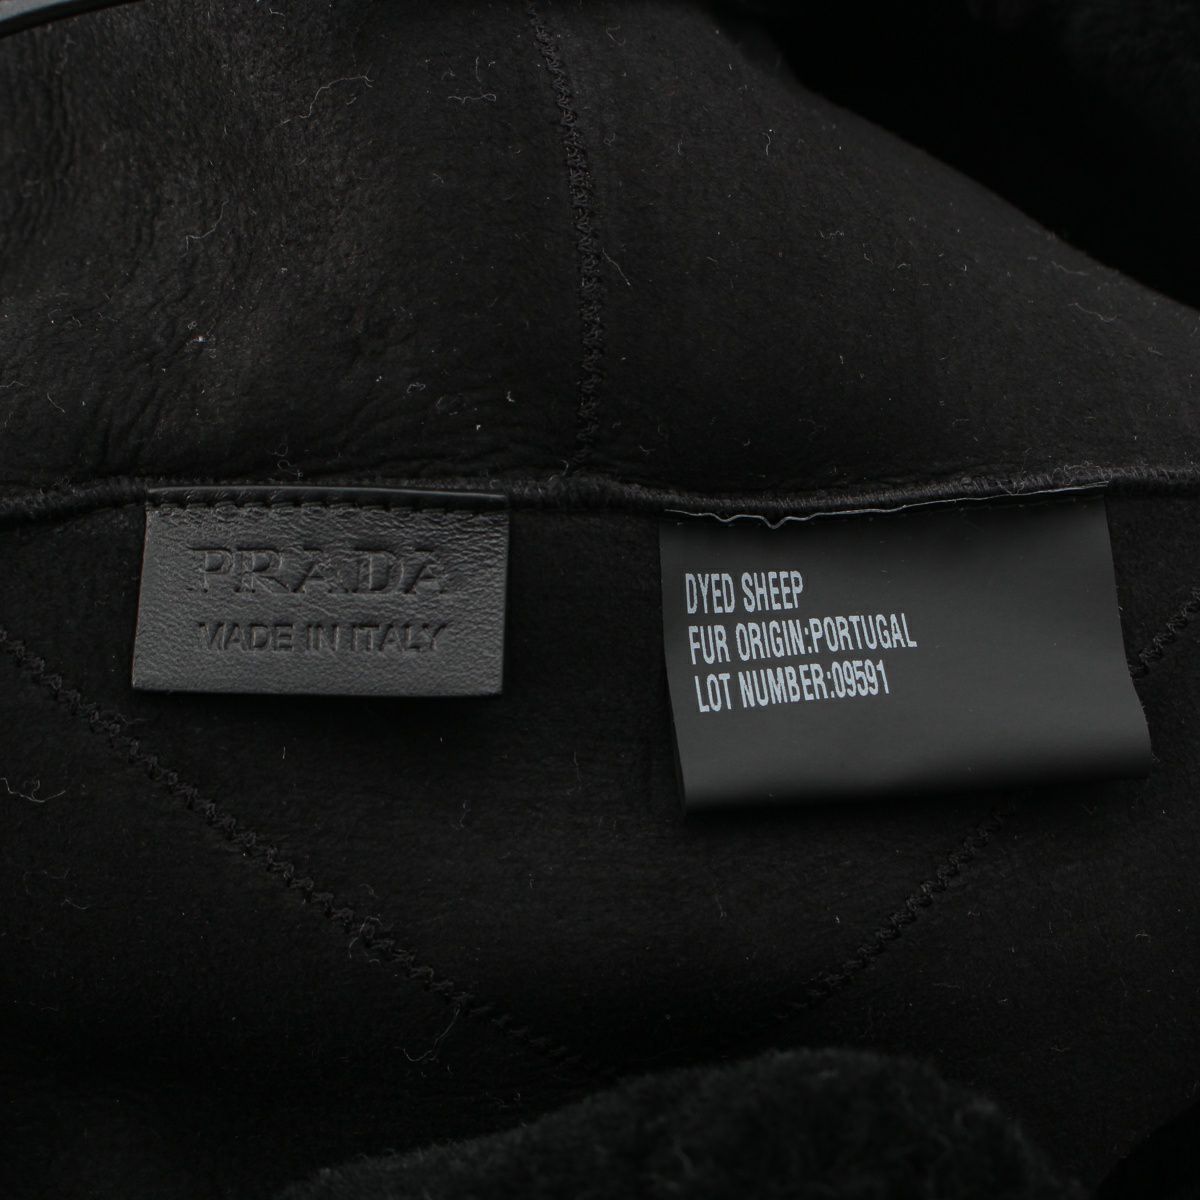 PRADA
MADE IN ITALY
DYED SHEEP
FUR ORIGIN:PORTUGAL
LOT NUMBER:09591